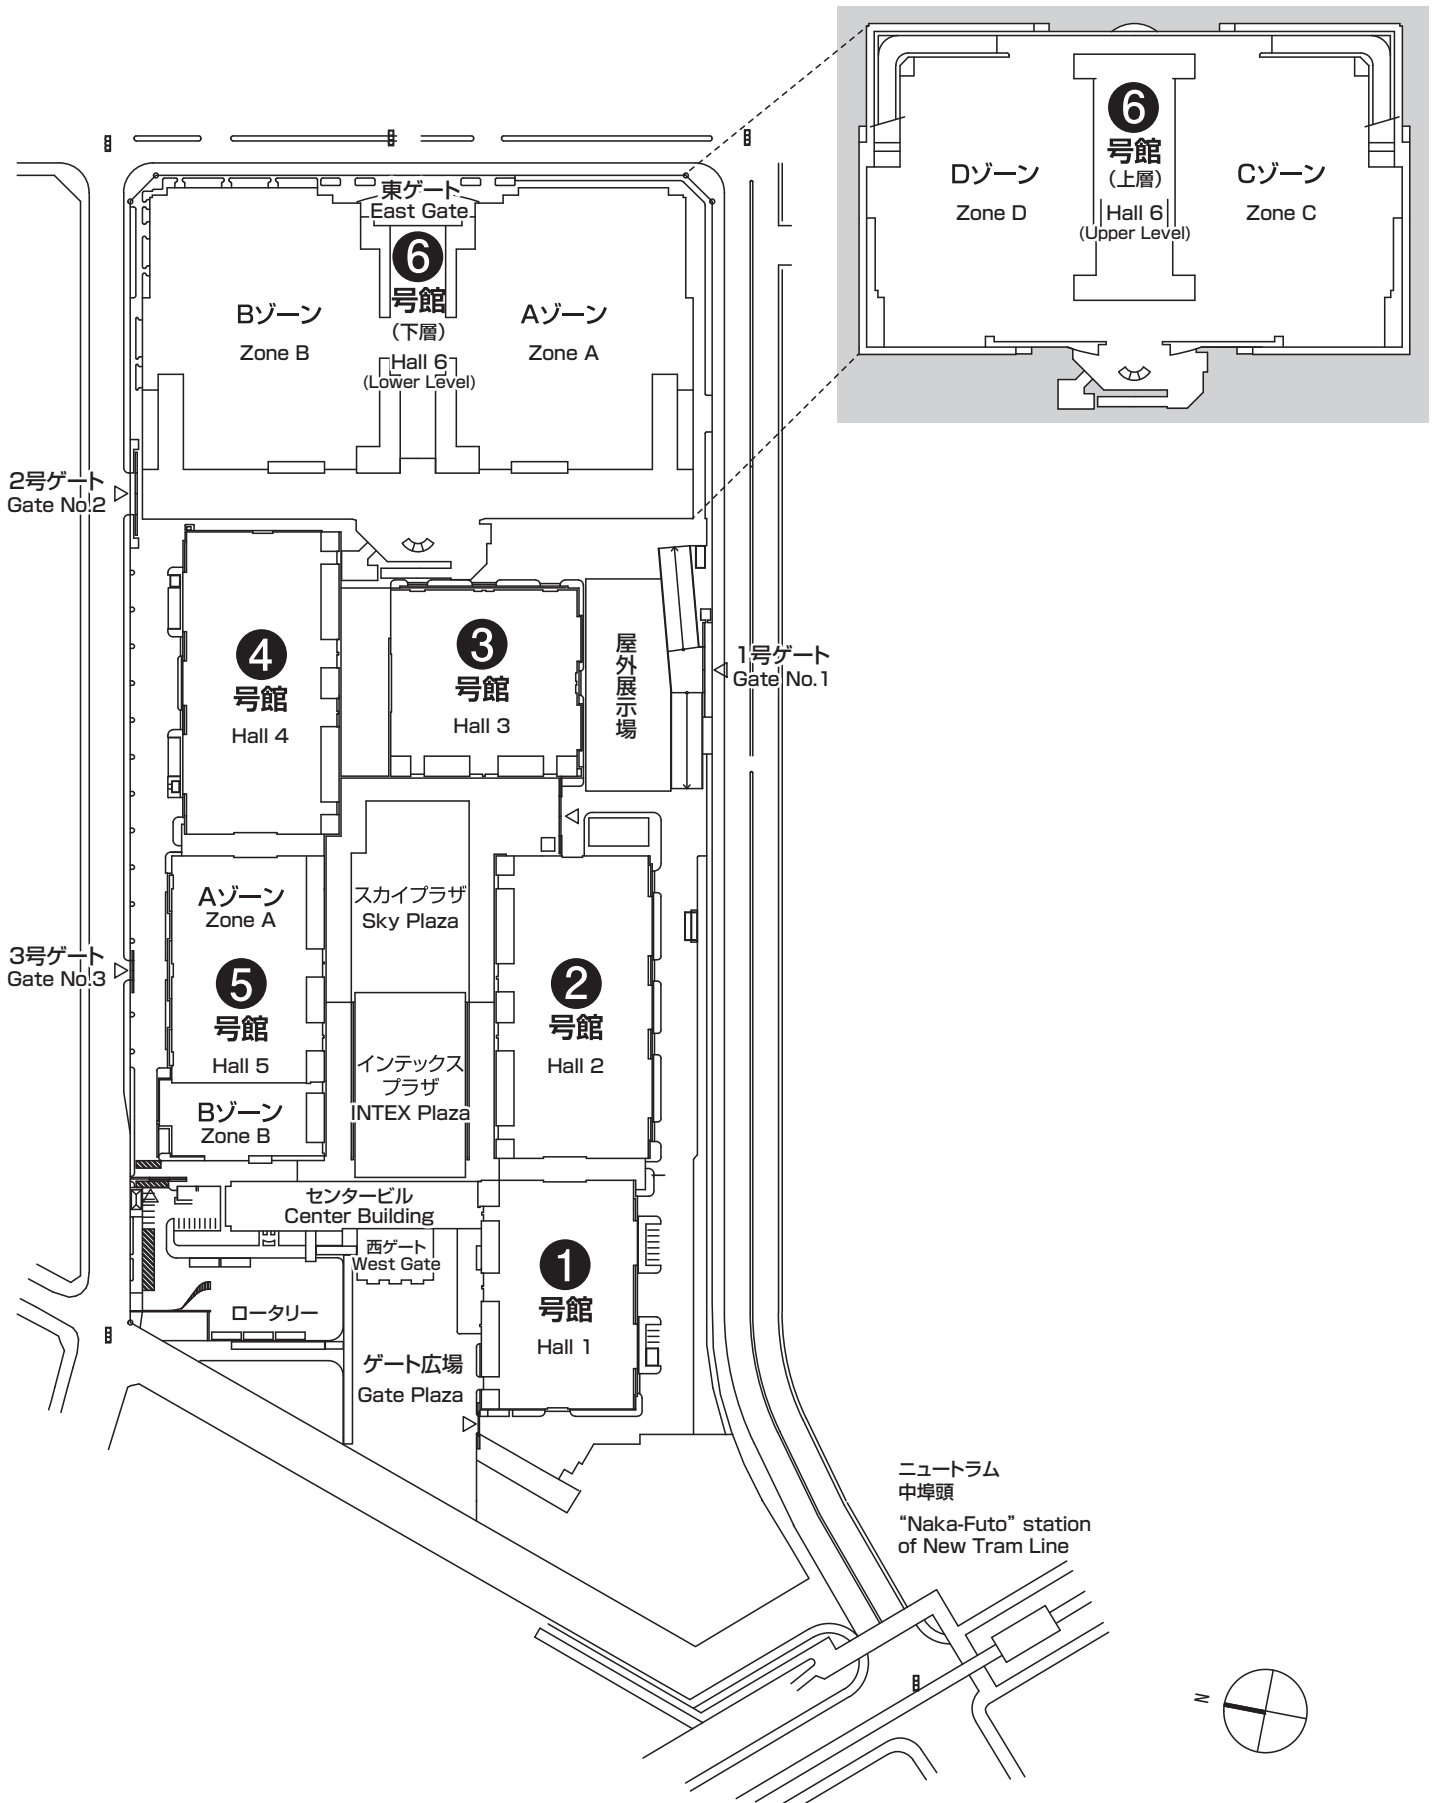 6
号館
(上層)
Hall 6
(Upper Level)
Dゾーン
Zone D
Cゾーン
Zone C
東ゲート
East Gate
6
号館
(下層)
Hall 6
(Lower Level)
Bゾーン
Zone B
Aゾーン
Zone A
2号ゲート
Gate No.2
4
号館
Hall 4
3
号館
Hall 3
屋外展示場
1号ゲート
Gate No.1
Aゾーン
Zone A
5
号館
Hall 5
Bゾーン
Zone B
3号ゲート
Gate No.3
スカイプラザ
Sky Plaza
インテックス
プラザ
INTEX Plaza
2
号館
Hall 2
センタービル
Center Building
西ゲート
West Gate
1
号館
Hall 1
ロータリー
ゲート広場
Gate Plaza
ニュートラム
中埠頭
“Naka-Futo” station
of New Tram Line
N